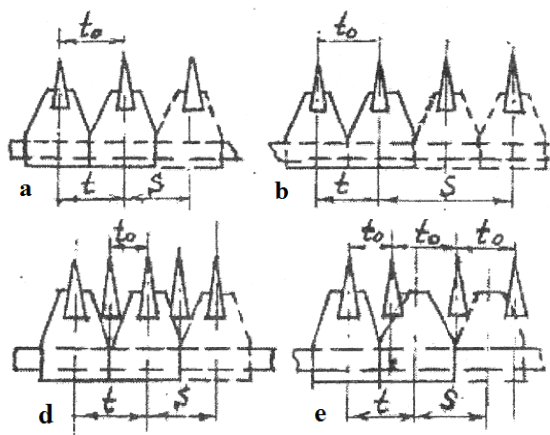 t₀ t₀
a t S b t S
t₀ t₀ t₀ t₀
d t S e t S